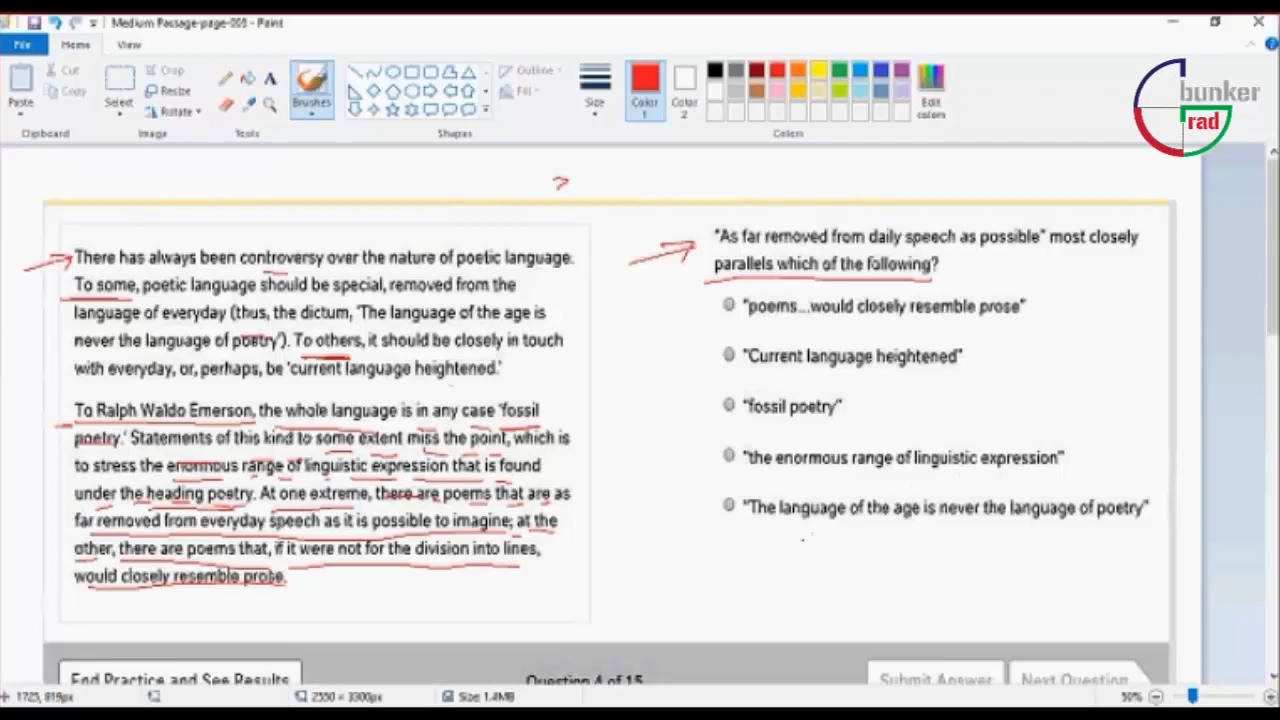 Medium Passage-page-005 - Paint
File Home View
Cut
Copy
Paste
Clipboard
Select
Crop
Resize
Rotate
Image
Tools
Brushes
Shapes
Outline
Fill
Size
Color 1
Color 2
Edit colors
Colors
bunker
rad
There has always been controversy over the nature of poetic language.
To some, poetic language should be special, removed from the
language of everyday (thus, the dictum, 'The language of the age is
never the language of poetry'). To others, it should be closely in touch
with everyday, or, perhaps, be 'current language heightened.'
To Ralph Waldo Emerson, the whole language is in any case 'fossil
poetry.' Statements of this kind to some extent miss the point, which is
to stress the enormous range of linguistic expression that is found
under the heading poetry. At one extreme, there are poems that are as
far removed from everyday speech as it is possible to imagine; at the
other, there are poems that, if it were not for the division into lines,
would closely resemble prose.
"As far removed from daily speech as possible" most closely
parallels which of the following?
"poems...would closely resemble prose"
"Current language heightened"
"fossil poetry"
"the enormous range of linguistic expression"
"The language of the age is never the language of poetry"
End Practice and See Results
Question 4 of 15
Submit Answer
Next Question
1725, 819px
2550 × 3300px
Size: 1.4MB
50%